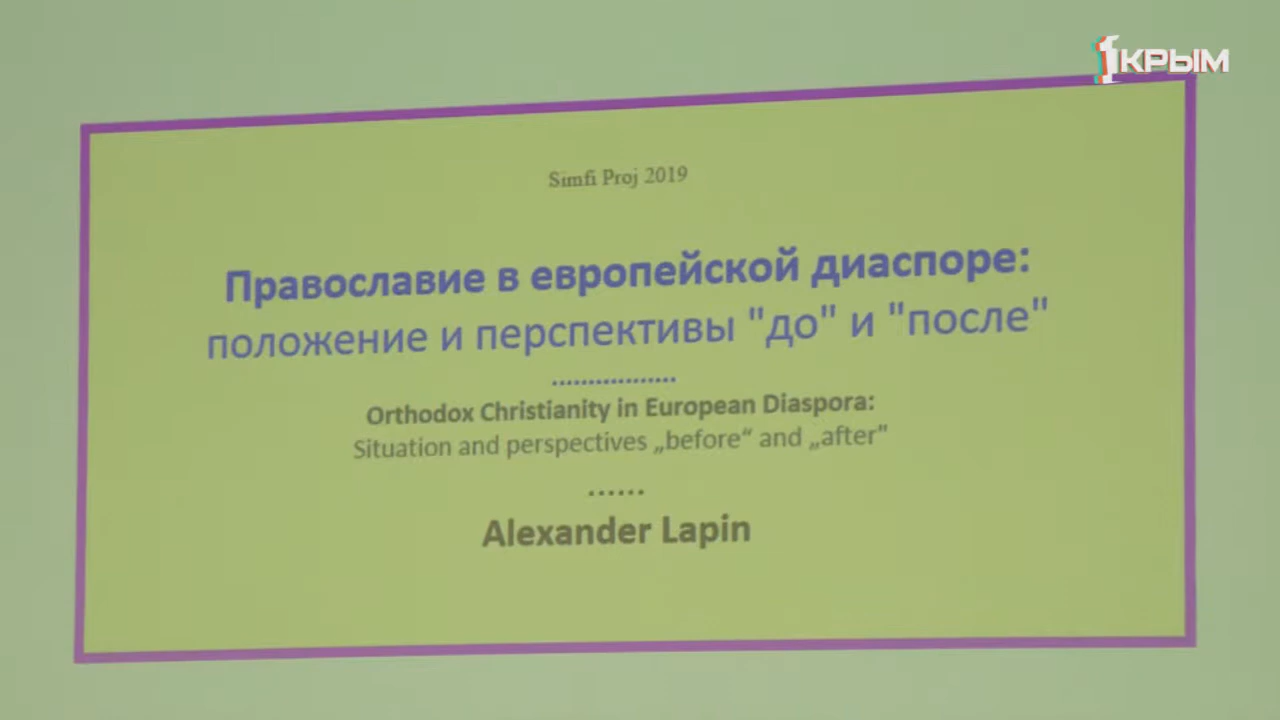 1КРЫМ
Simfi Proj 2019
Православие в европейской диаспоре:
положение и перспективы "до" и "после"
.................
Orthodox Christianity in European Diaspora:
Situation and perspectives „before“ and „after”
......
Alexander Lapin